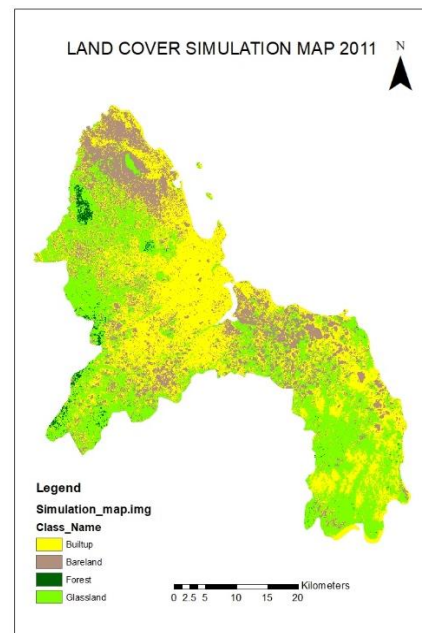 LAND COVER SIMULATION MAP 2011
N
Legend
Simulation_map.img
Class_Name
Builtup
Bareland
Forest
Glassland
Kilometers
0 2.5 5 10 15 20